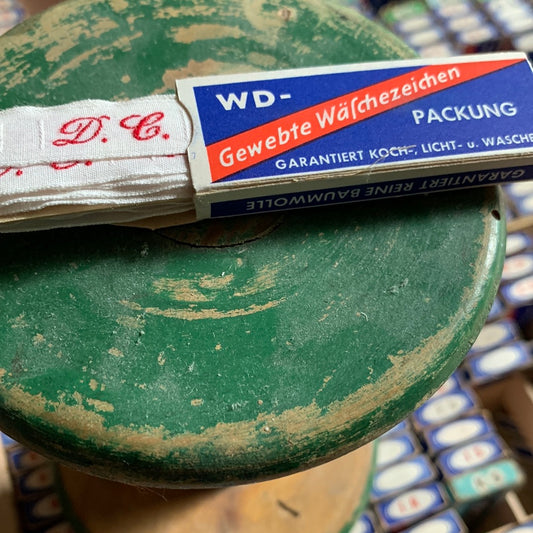 D. C.
WD-
Gewebte Wäſchezeichen
PACKUNG
GARANTIERT KOCH-, LICHT- u. WASCHE
GARANTIERT REINE BAUMWOLLE